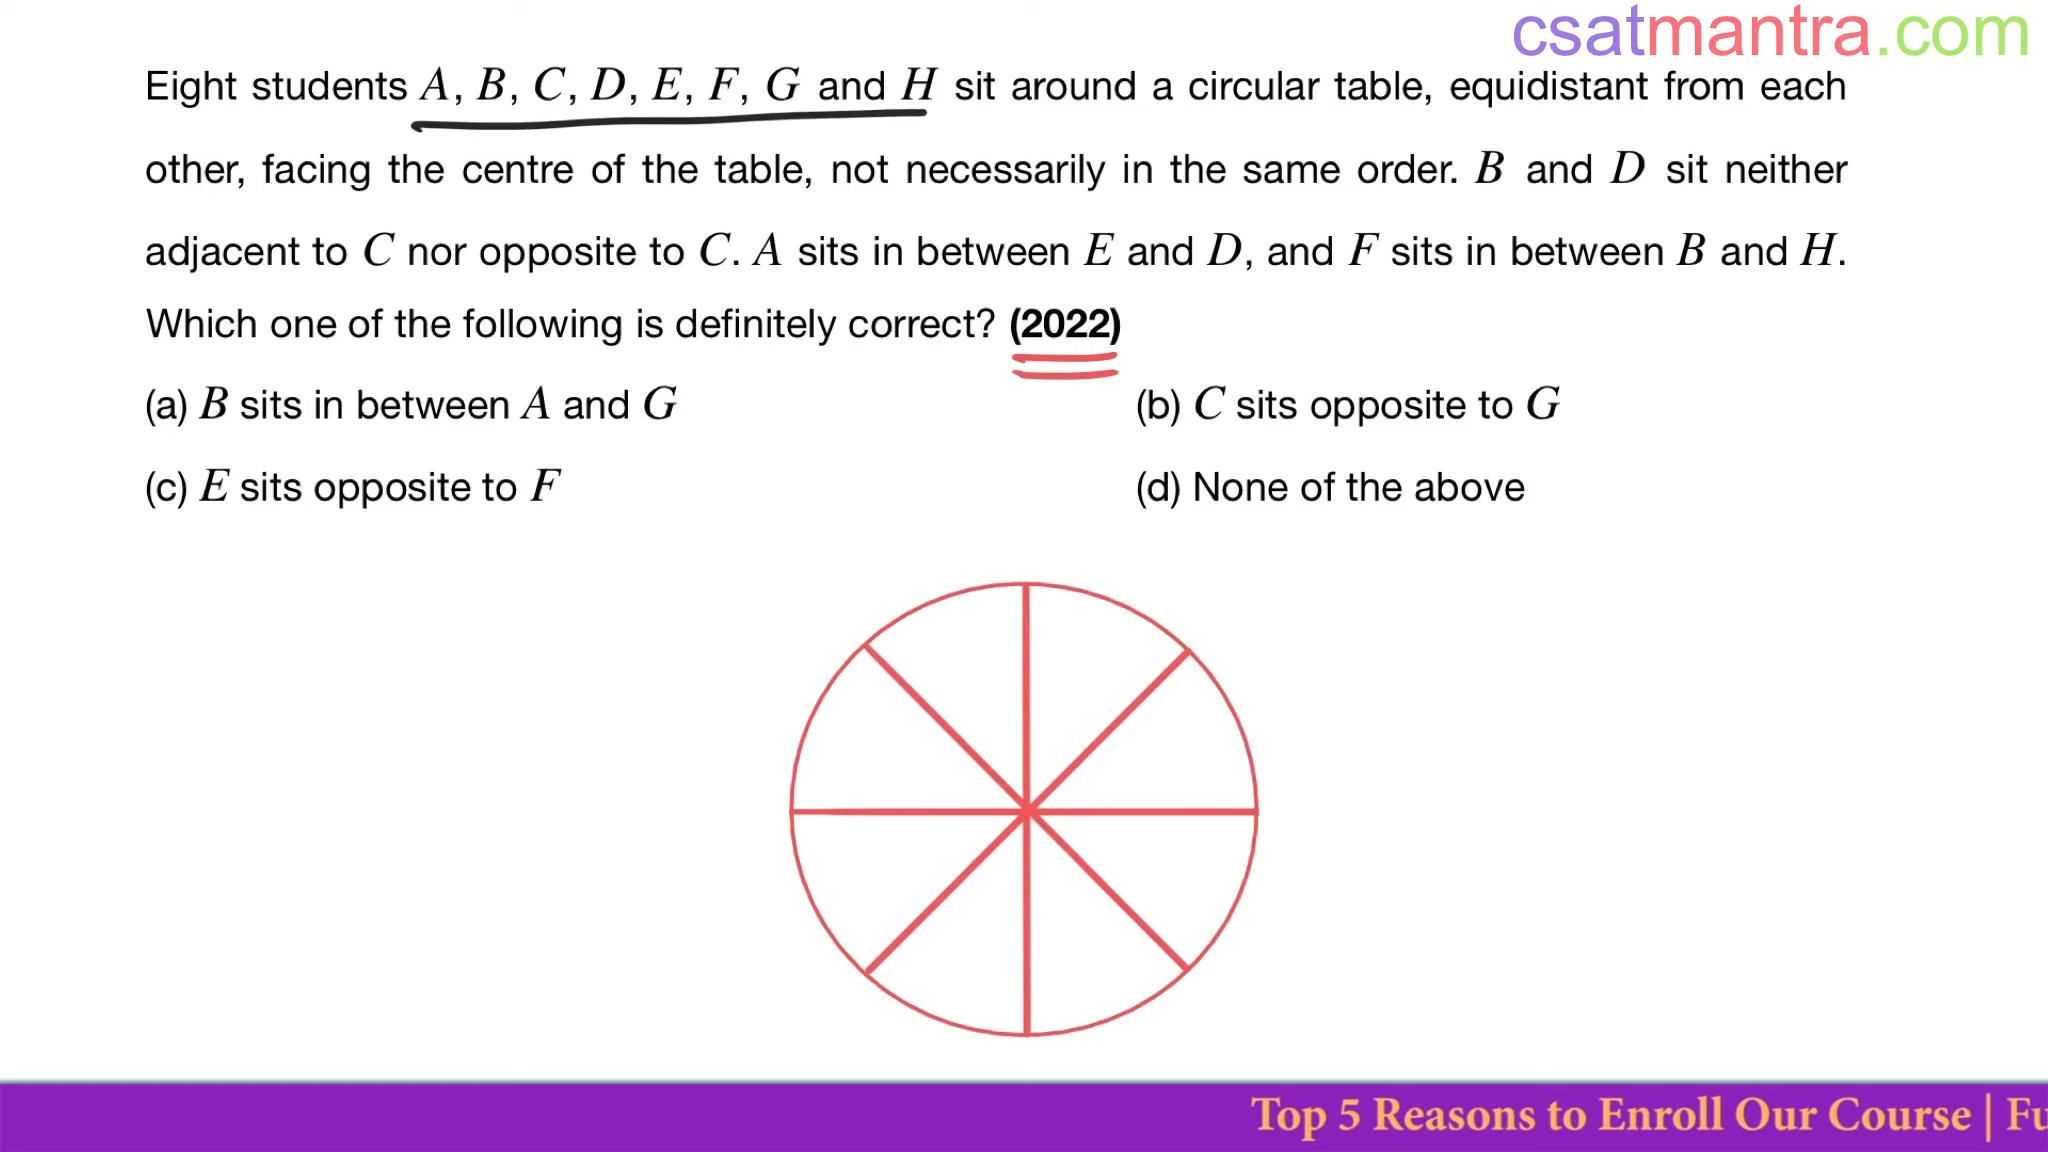 csatmantra.com
Eight students A, B, C, D, E, F, G and H sit around a circular table, equidistant from each
other, facing the centre of the table, not necessarily in the same order. B and D sit neither
adjacent to C nor opposite to C. A sits in between E and D, and F sits in between B and H.
Which one of the following is definitely correct? (2022)
(a) B sits in between A and G
(b) C sits opposite to G
(c) E sits opposite to F
(d) None of the above
Top 5 Reasons to Enroll Our Course | Fu